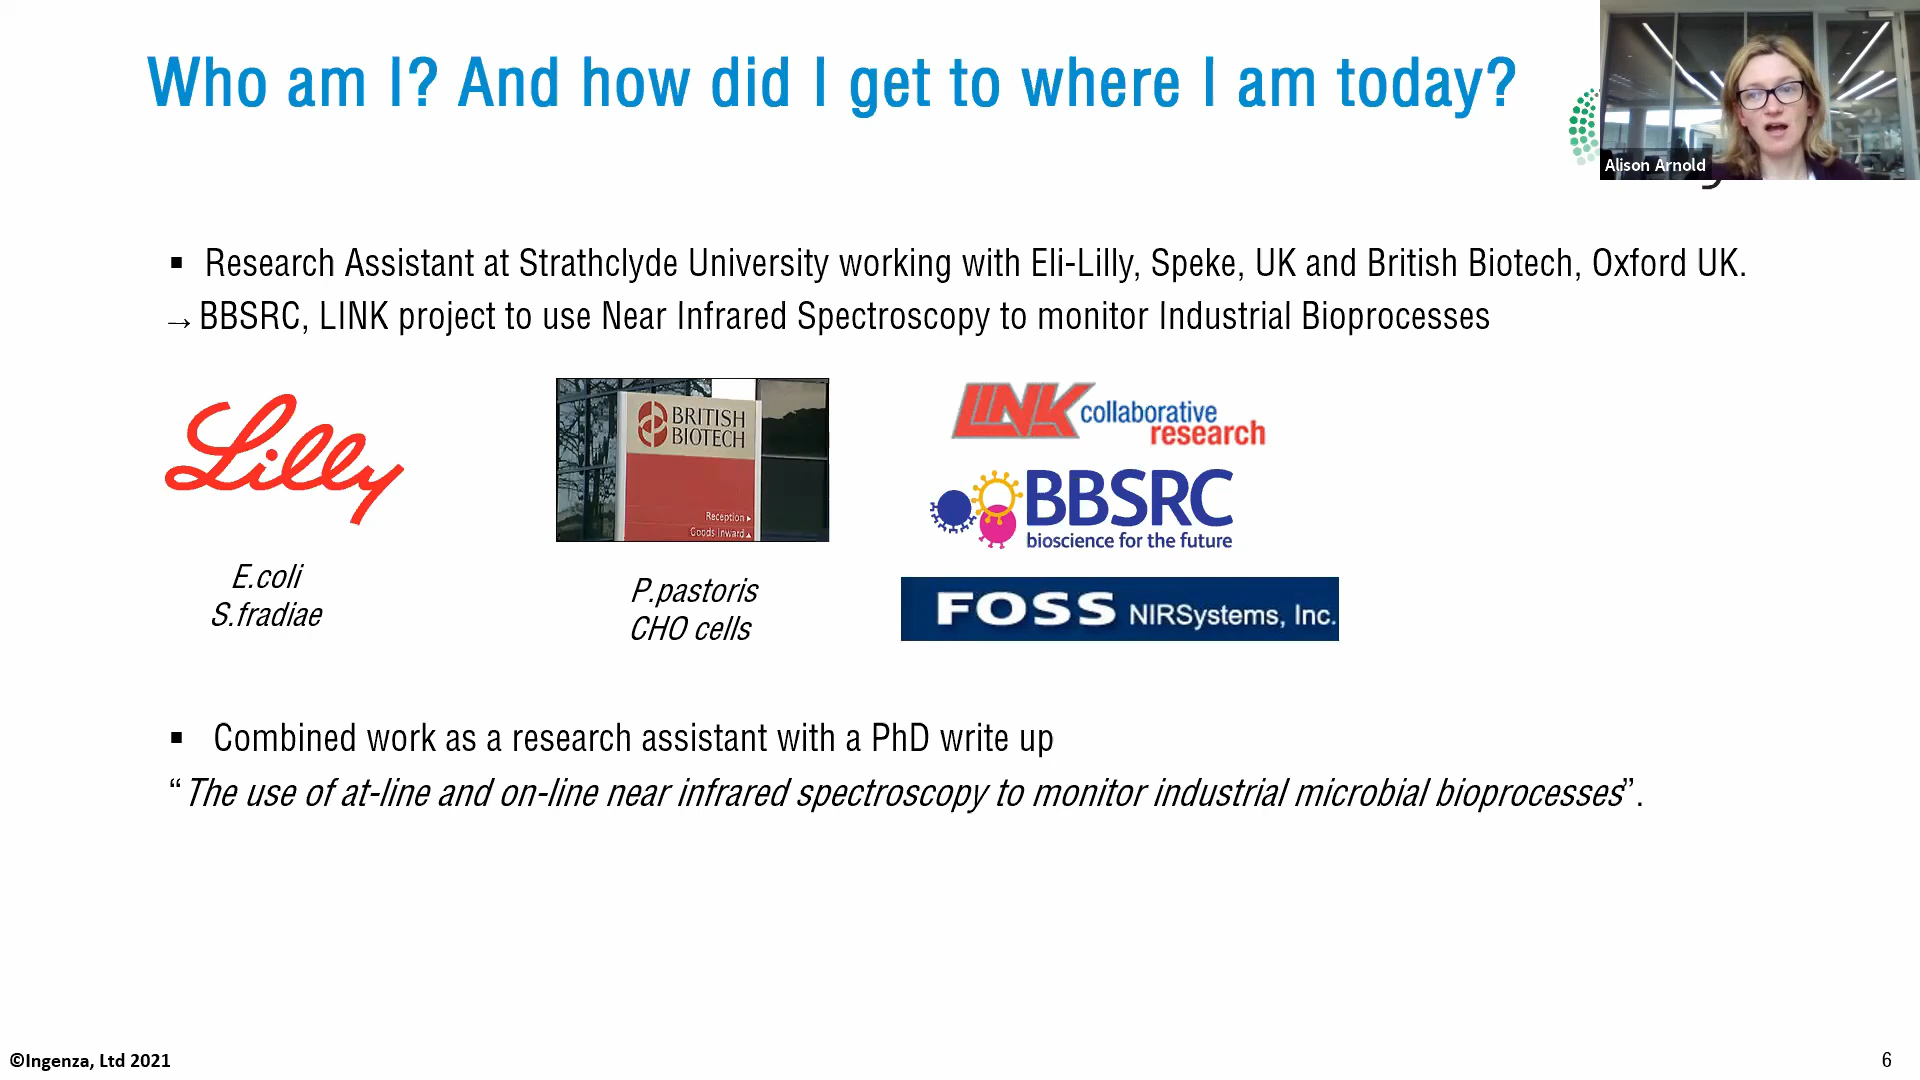 Who am I? And how did I get to where I am today?
Alison Arnold
▪ Research Assistant at Strathclyde University working with Eli-Lilly, Speke, UK and British Biotech, Oxford UK.
→ BBSRC, LINK project to use Near Infrared Spectroscopy to monitor Industrial Bioprocesses
Lilly
BRITISH
BIOTECH
Reception
Goods Inward
LINK collaborative
research
BBSRC
bioscience for the future
FOSS NIRSystems, Inc.
E.coli
S.fradiae
P.pastoris
CHO cells
▪ Combined work as a research assistant with a PhD write up
“The use of at-line and on-line near infrared spectroscopy to monitor industrial microbial bioprocesses”.
©Ingenza, Ltd 2021
6